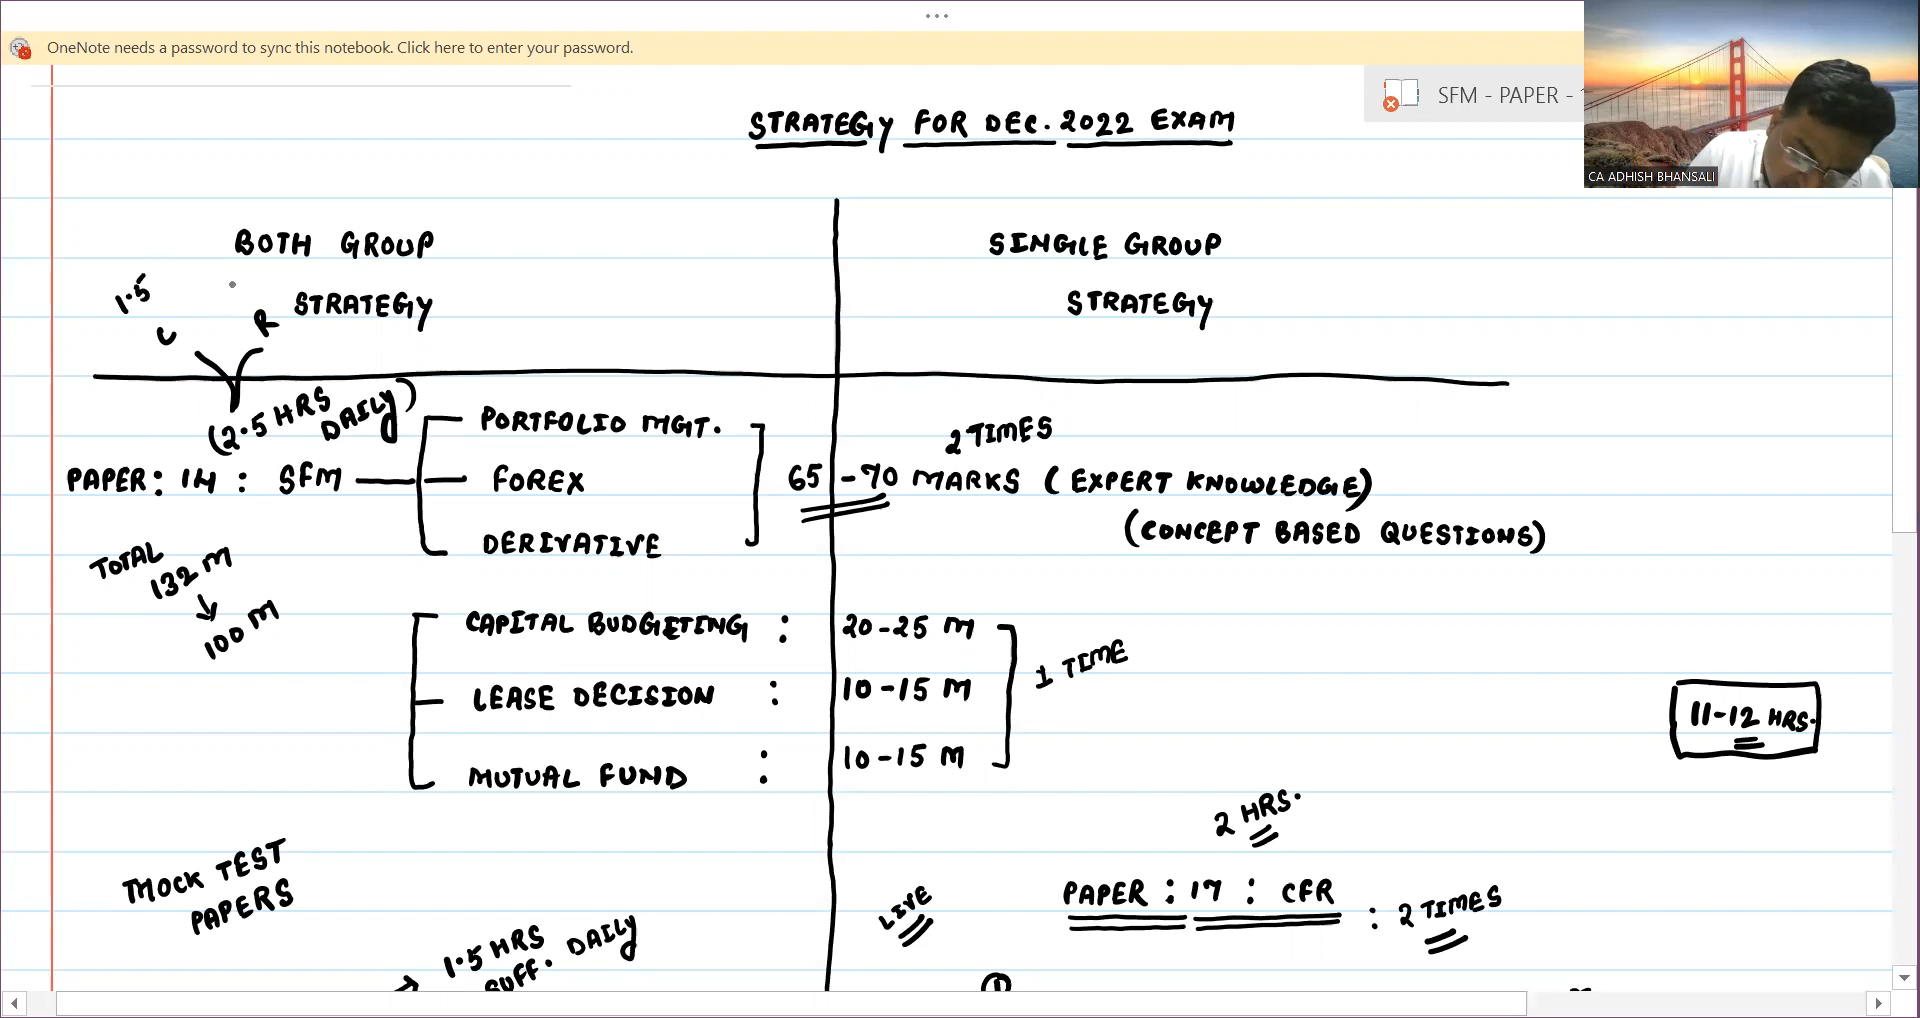 OneNote needs a password to sync this notebook. Click here to enter your password.
SFM - PAPER -
CA ADHISH BHANSALI
STRATEGY FOR DEC. 2022 EXAM
BOTH GROUP
STRATEGY
SINGLE GROUP
STRATEGY
1.5
C
R
(2.5 HRS
DAILY)
PAPER: 14 : SFM
PORTFOLIO MGT.
FOREX
DERIVATIVE
2 TIMES
65-70 MARKS (EXPERT KNOWLEDGE)
(CONCEPT BASED QUESTIONS)
TOTAL
132 M
100 M
CAPITAL BUDGETING : 20-25 M
LEASE DECISION : 10-15 M
MUTUAL FUND : 10-15 M
1 TIME
11-12 HRS.
2 HRS.
MOCK TEST
PAPERS
LIVE
PAPER : 17 : CFR : 2 TIMES
1.5 HRS DAILY
SUFF.
1